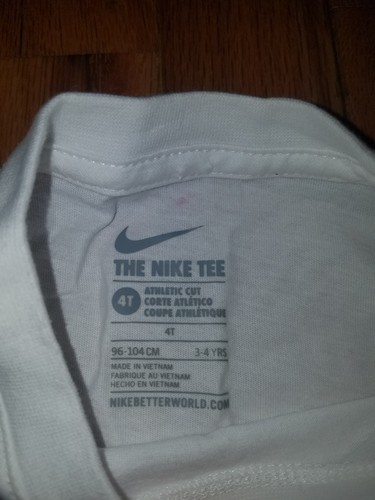 THE NIKE TEE
4T
ATHLETIC CUT
CORTE ATLÉTICO
COUPE ATHLÉTIQUE
4T
96-104 CM 3-4 YRS
MADE IN VIETNAM
FABRIQUE AU VIETNAM
HECHO EN VIETNAM
NIKEBETTERWORLD.COM